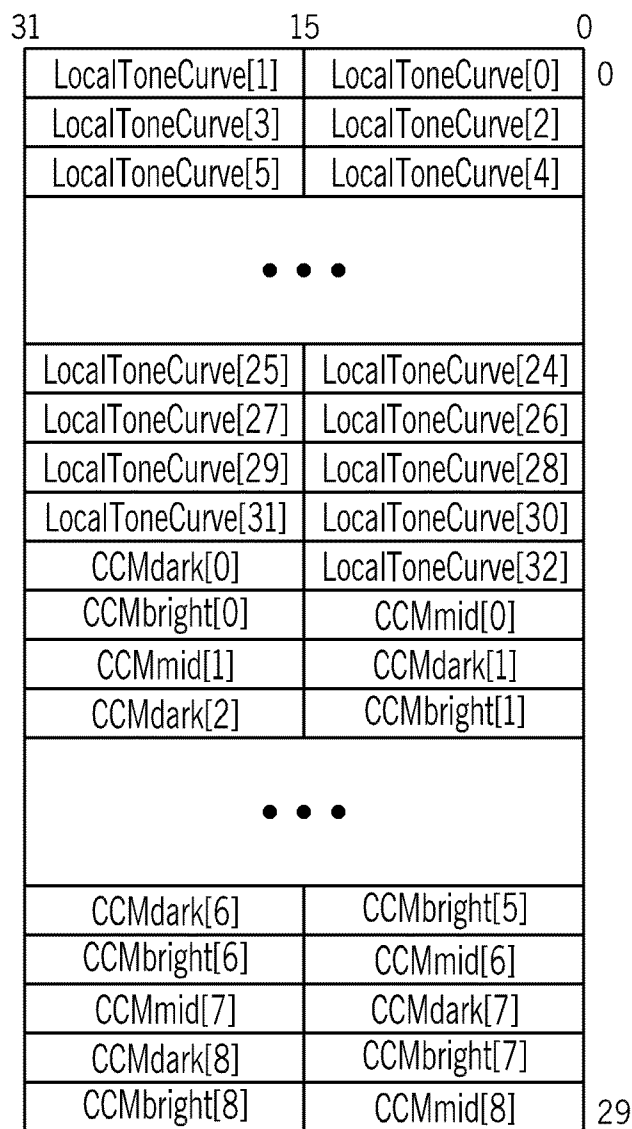 31 15 0
LocalToneCurve[1] LocalToneCurve[0] 0
LocalToneCurve[3] LocalToneCurve[2]
LocalToneCurve[5] LocalToneCurve[4]
LocalToneCurve[25] LocalToneCurve[24]
LocalToneCurve[27] LocalToneCurve[26]
LocalToneCurve[29] LocalToneCurve[28]
LocalToneCurve[31] LocalToneCurve[30]
CCMdark[0] LocalToneCurve[32]
CCMbright[0] CCMmid[0]
CCMmid[1] CCMdark[1]
CCMdark[2] CCMbright[1]
CCMdark[6] CCMbright[5]
CCMbright[6] CCMmid[6]
CCMmid[7] CCMdark[7]
CCMdark[8] CCMbright[7]
CCMbright[8] CCMmid[8] 29